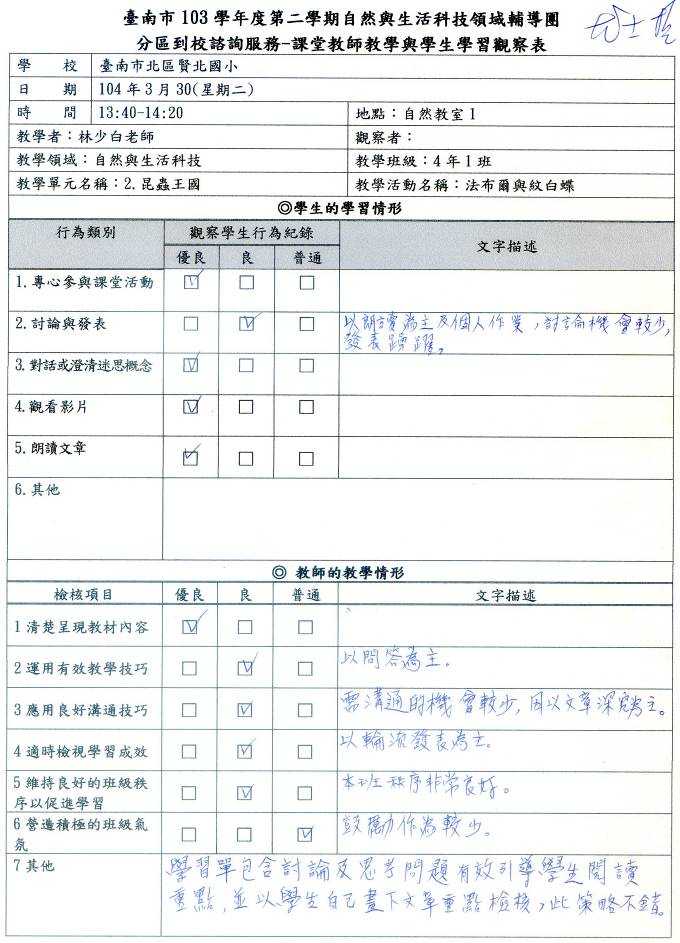 臺南市 103 學年度第二學期自然與生活科技領域輔導團
分區到校諮詢服務-課堂教師教學與學生學習觀察表
學　校 臺南市北區賢北國小
日　期 104 年 3 月 30(星期二)
時　間 13:40-14:20 地點：自然教室 I
教學者：林少白老師 觀察者：
教學領域：自然與生活科技 教學班級：4 年 1 班
教學單元名稱：2.昆蟲王國 教學活動名稱：法布爾與紋白蝶
◎學生的學習情形
行為類別 觀察學生行為紀錄 文字描述
優良 良 普通
1.專心參與課堂活動 ☑ □ □
2.討論與發表 □ ☑ □ 以朗讀為主及個人作業，討論機會較少,
發表踴躍。
3.對話或澄清迷思概念 ☑ □ □
4.觀看影片 ☑ □ □
5.朗讀文章 ☑ □ □
6.其他
◎ 教師的教學情形
檢核項目 優良 良 普通 文字描述
1 清楚呈現教材內容 ☑ □ □
2 運用有效教學技巧 □ ☑ □ 以問答為主。
3 應用良好溝通技巧 □ ☑ □ 需溝通的機會較少,因以文章深究為主。
4 適時檢視學習成效 □ ☑ □ 以輪流發表為主。
5 維持良好的班級秩
序以促進學習 □ ☑ □ 本班秩序非常良好。
6 營造積極的班級氣
氛 □ □ ☑ 鼓勵作為較少。
7 其他 學習單包含討論及思考問題有效引導學生閱讀
重點,並以學生自己畫下文章重點檢核,此策略不錯。